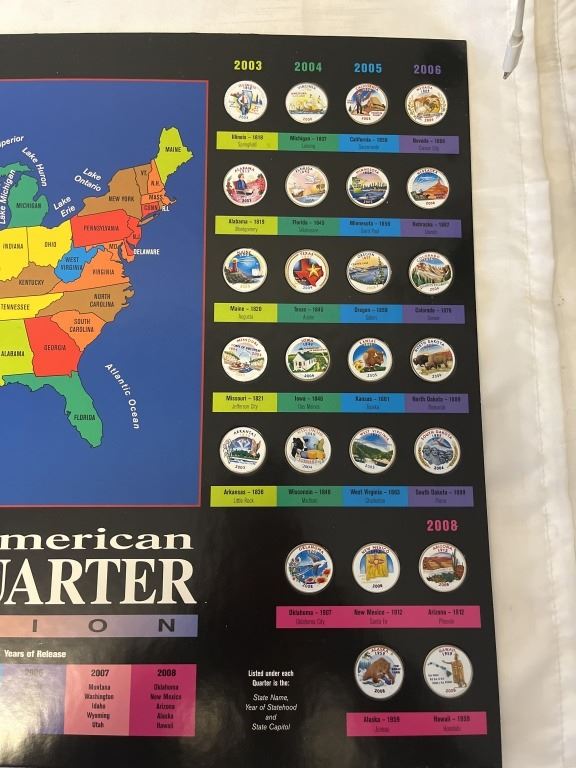 2003 2004 2005 2006
Illinois - 1818 Michigan - 1837 California - 1850 Nevada - 1864
Springfield Lansing Sacramento Carson City
Alabama - 1819 Florida - 1845 Minnesota - 1858 Nebraska - 1867
Montgomery Tallahassee Saint Paul Lincoln
Maine - 1820 Texas - 1845 Oregon - 1859 Colorado - 1876
Augusta Austin Salem Denver
Missouri - 1821 Iowa - 1846 Kansas - 1861 North Dakota - 1889
Jefferson City Des Moines Topeka Bismarck
Arkansas - 1836 Wisconsin - 1848 West Virginia - 1863 South Dakota - 1889
Little Rock Madison Charleston Pierre
2008
Oklahoma - 1907 New Mexico - 1912 Arizona - 1912
Oklahoma City Santa Fe Phoenix
Alaska - 1959 Hawaii - 1959
Juneau Honolulu
Superior
Lake Huron
Lake Michigan
Lake
Ontario
Lake
Erie
MAINE
VT.
N.H.
MASS.
CONN.
R.I.
NEW YORK
MICHIGAN
PENNSYLVANIA
N.J.
DELAWARE
MD.
INDIANA
OHIO
WEST
VIRGINIA
VIRGINIA
KENTUCKY
NORTH
CAROLINA
TENNESSEE
SOUTH
CAROLINA
ALABAMA
GEORGIA
FLORIDA
Atlantic Ocean
merican
UARTER
ION
Years of Release
2006 2007 2008
Montana Oklahoma
Washington New Mexico
Idaho Arizona
Wyoming Alaska
Utah Hawaii
Listed under each
Quarter is the:
State Name,
Year of Statehood
and
State Capitol